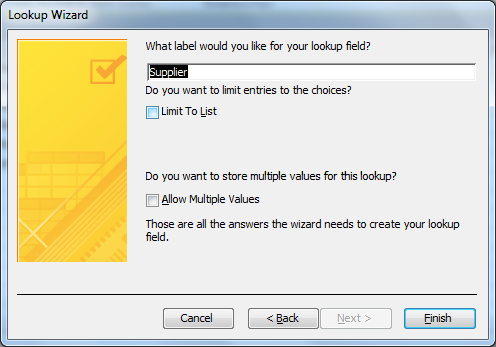 Lookup Wizard
What label would you like for your lookup field?
Supplier
Do you want to limit entries to the choices?
Limit To List
Do you want to store multiple values for this lookup?
Allow Multiple Values
Those are all the answers the wizard needs to create your lookup
field.
Cancel < Back Next > Finish